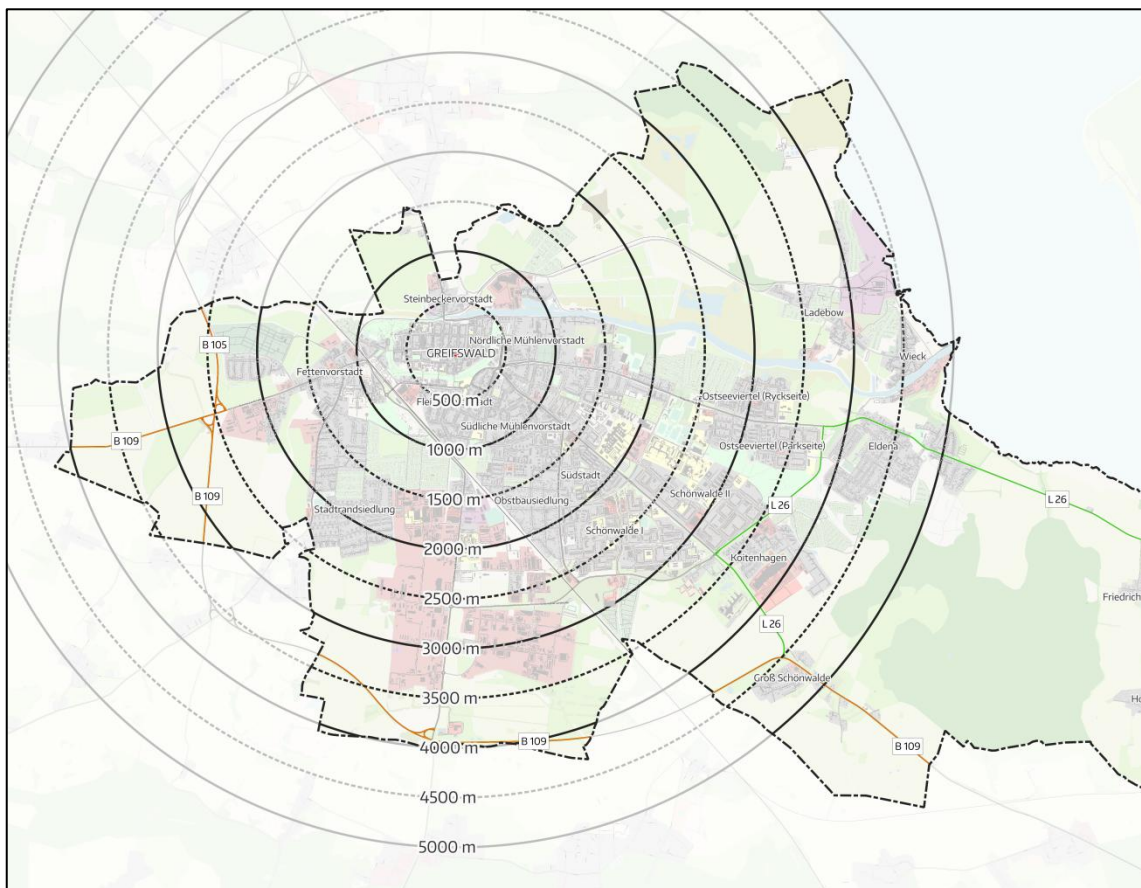 Steinbeckervorstadt
Ladebow
Nördliche Mühlenvorstadt
B 105
GREIFSWALD
Wieck
Fettenvorstadt
Ostseeviertel (Ryckseite)
500 m
Südliche Mühlenvorstadt
B 109
1000 m
Ostseeviertel (Parkseite)
Eldena
Südstadt
B 109
1500 m
Obstbausiedlung
Schönwalde II
L 26
L 26
Stadtrandsiedlung
Schönwalde I
2000 m
Koitenhagen
2500 m
Friedrich
L 26
3000 m
Groß Schönwalde
3500 m
4000 m
B 109
B 109
4500 m
5000 m